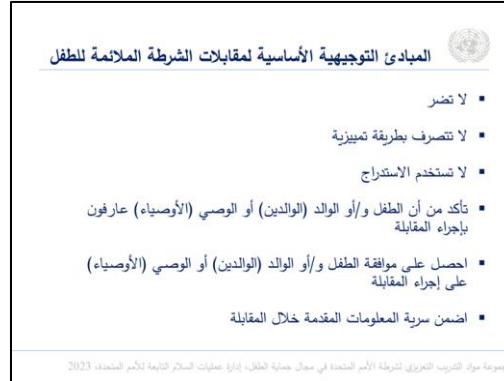 المبادئ التوجيهية الأساسية لمقابلات الشرطة الملائمة للطفل
▪ لا تضر
▪ لا تتصرف بطريقة تمييزية
▪ لا تستخدم الاستدراج
▪ تأكد من أن الطفل و/أو الوالد (الوالدين) أو الوصي (الأوصياء) عارفون
بإجراء المقابلة
▪ احصل على موافقة الطفل و/أو الوالد (الوالدين) أو الوصي (الأوصياء)
على إجراء المقابلة
▪ اضمن سرية المعلومات المقدمة خلال المقابلة
مواد التدريب التعزيزي لشرطة الأمم المتحدة في مجال حماية الطفل، إدارة عمليات السلام التابعة للأمم المتحدة، 2023